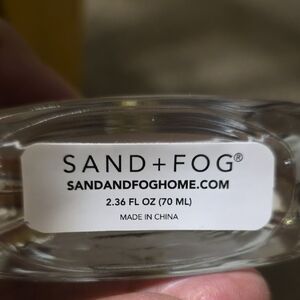 SAND + FOG®
SANDANDFOGHOME.COM
2.36 FL OZ (70 ML)
MADE IN CHINA